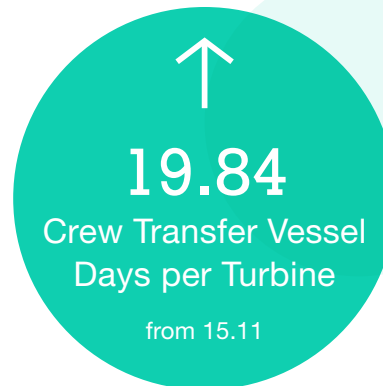 19.84
Crew Transfer Vessel
Days per Turbine
from 15.11